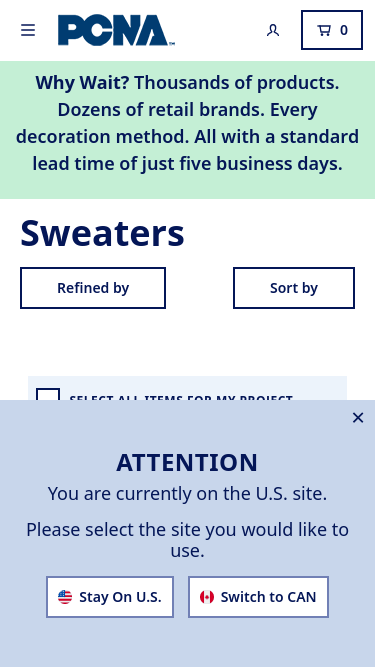 PCNA
0
Why Wait? Thousands of products.
Dozens of retail brands. Every
decoration method. All with a standard
lead time of just five business days.
Sweaters
Refined by
Sort by
SELECT ALL ITEMS FOR MY PROJECT
ATTENTION
You are currently on the U.S. site.
Please select the site you would like to
use.
Stay On U.S.
Switch to CAN